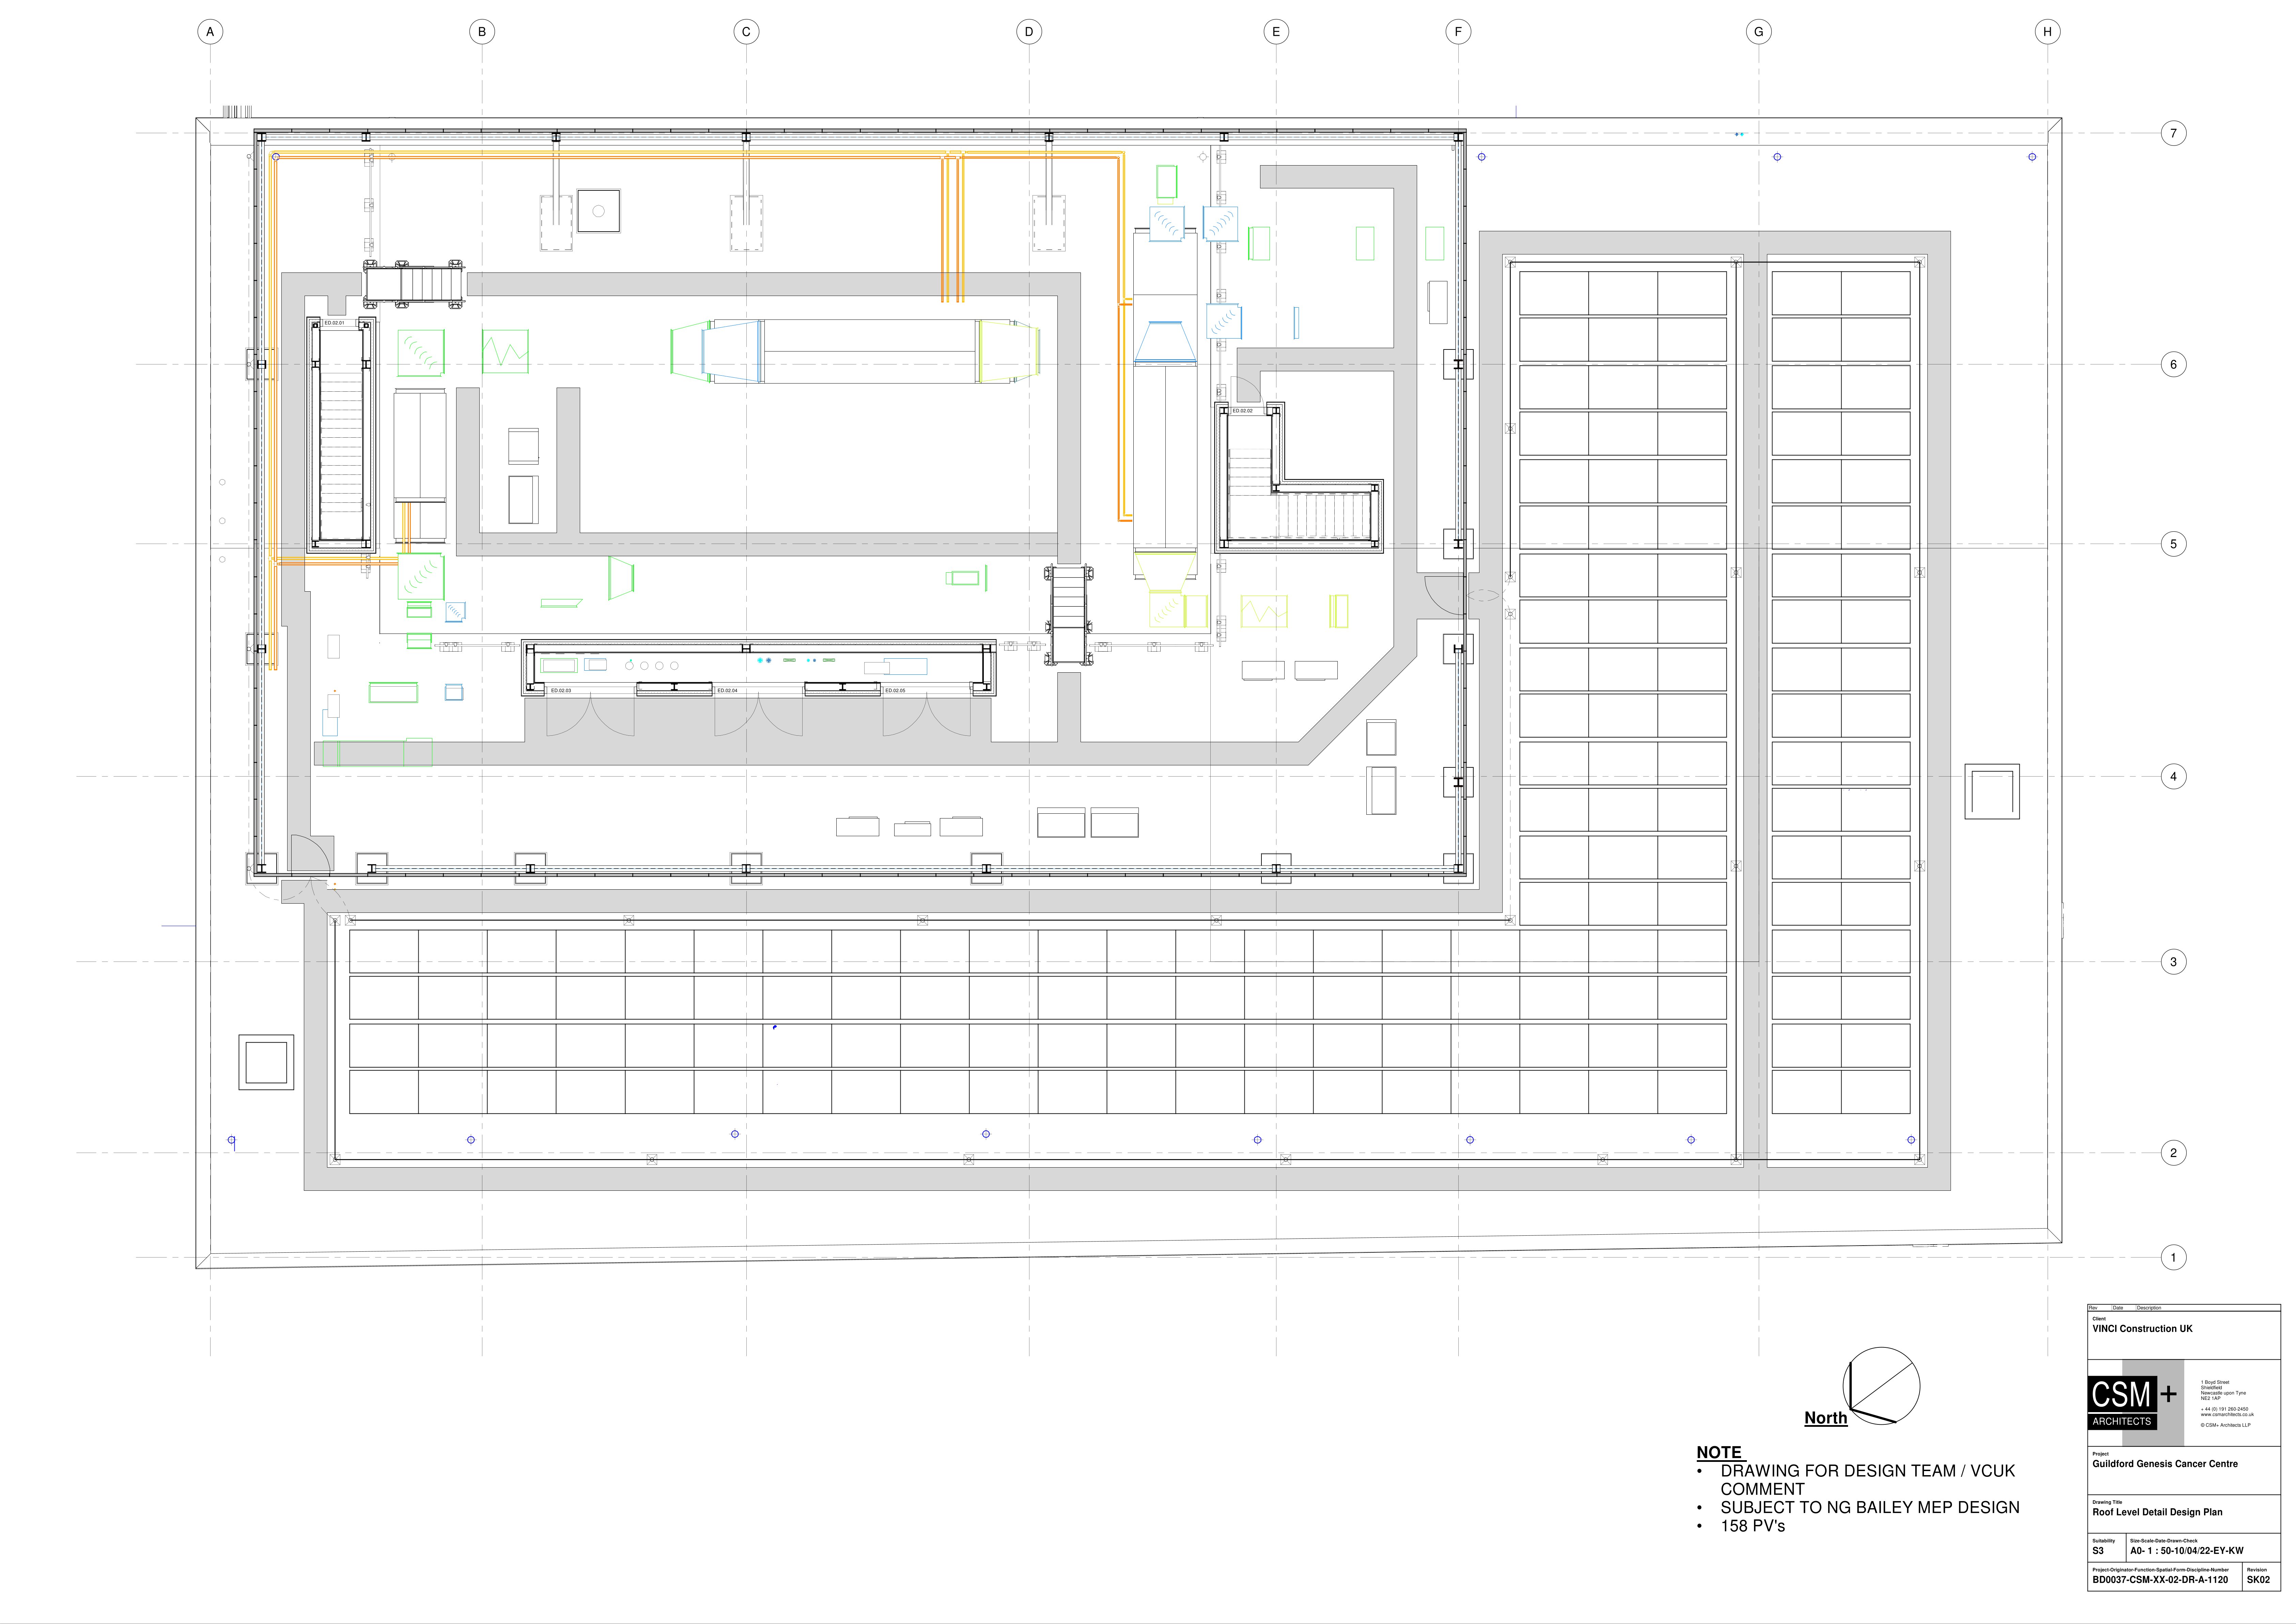 A B C D E F G H
7
6
5
4
3
2
1
ED.02.01
ED.02.02
ED.02.03
ED.02.04
ED.02.05
North
NOTE
• DRAWING FOR DESIGN TEAM / VCUK
COMMENT
• SUBJECT TO NG BAILEY MEP DESIGN
• 158 PV's
Rev Date Description
Client
VINCI Construction UK
CSM+
ARCHITECTS
1 Boyd Street
Shieldfield
Newcastle upon Tyne
NE2 1AP
+ 44 (0) 191 260-2450
www.csmarchitects.co.uk
© CSM+ Architects LLP
Project
Guildford Genesis Cancer Centre
Drawing Title
Roof Level Detail Design Plan
Suitability Size-Scale-Date-Drawn-Check
S3 A0- 1 : 50-10/04/22-EY-KW
Project-Originator-Function-Spatial-Form-Discipline-Number Revision
BD0037-CSM-XX-02-DR-A-1120 SK02